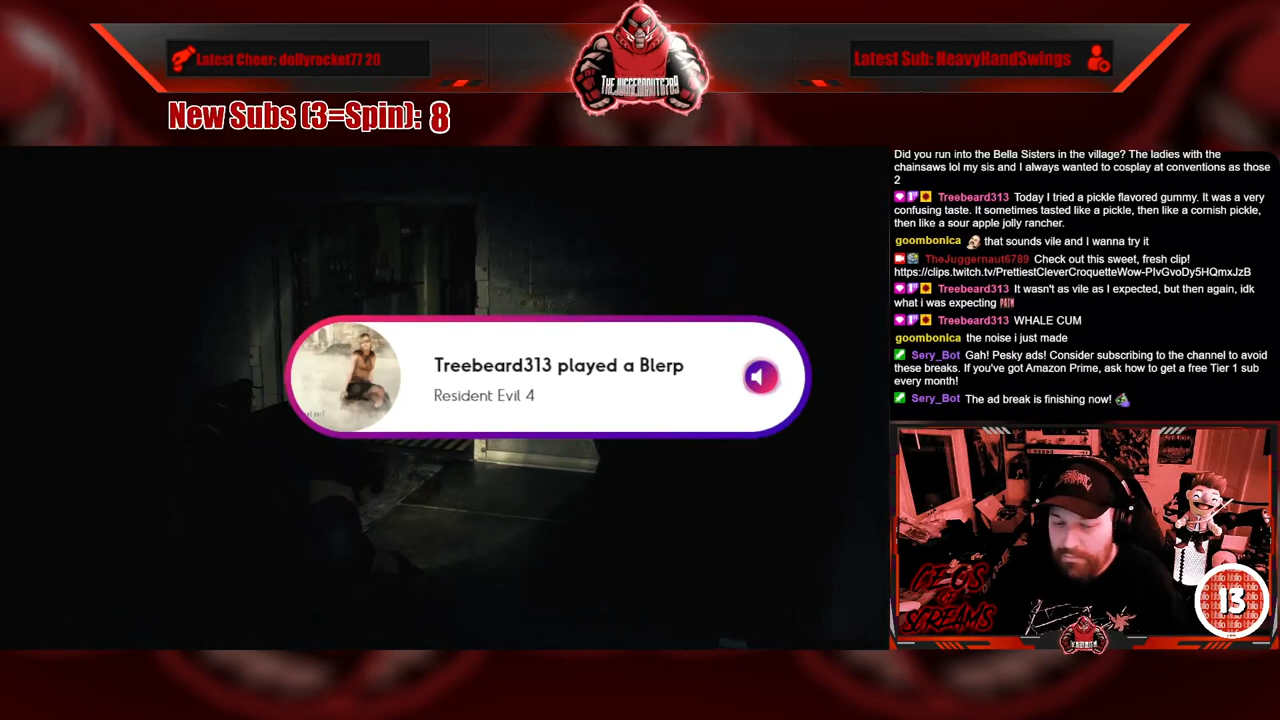 Latest Cheer: dollyrocket77 20
Latest Sub: HeavyHandSwings
THEJUGGERNAUT6789
New Subs (3=Spin): 8
Did you run into the Bella Sisters in the village? The ladies with the
chainsaws lol my sis and I always wanted to cosplay at conventions as those
2
Treebeard313 Today I tried a pickle flavored gummy. It was a very
confusing taste. It sometimes tasted like a pickle, then like a cornish pickle,
then like a sour apple jolly rancher.
goombonica that sounds vile and I wanna try it
TheJuggernaut6789 Check out this sweet, fresh clip!
https://clips.twitch.tv/PrettiestCleverCroquetteWow-PIvGvoDy5HQmxJzB
Treebeard313 It wasn't as vile as I expected, but then again, idk
what i was expecting PAIN
Treebeard313 WHALE CUM
goombonica the noise i just made
Sery_Bot Gah! Pesky ads! Consider subscribing to the channel to avoid
these breaks. If you've got Amazon Prime, ask how to get a free Tier 1 sub
every month!
Sery_Bot The ad break is finishing now!
Treebeard313 played a Blerp
Resident Evil 4
SCREAMS
13